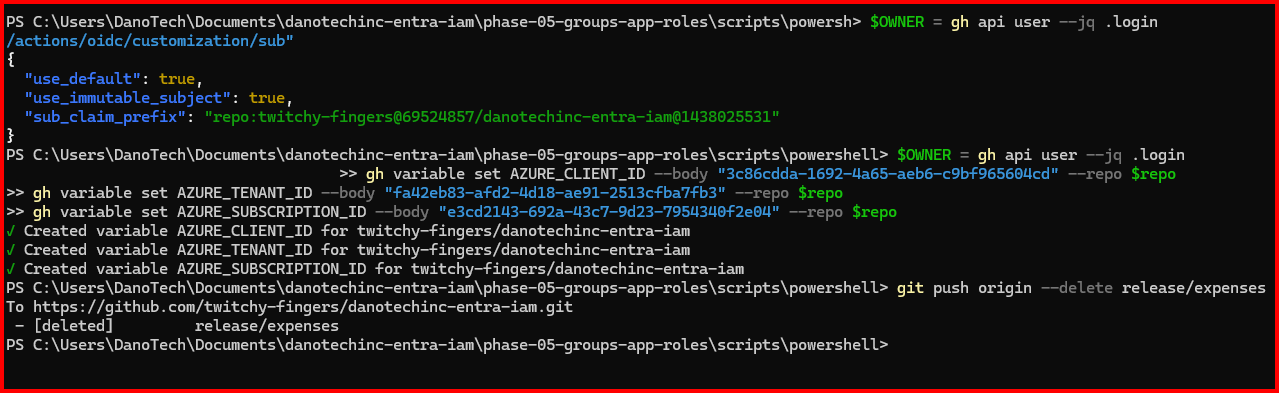 PS C:\Users\DanoTech\Documents\danotechinc-entra-iam\phase-05-groups-app-roles\scripts\powersh> $OWNER = gh api user --jq .login
/actions/oidc/customization/sub"
{
  "use_default": true,
  "use_immutable_subject": true,
  "sub_claim_prefix": "repo:twitchy-fingers@69524857/danotechinc-entra-iam@1438025531"
}
PS C:\Users\DanoTech\Documents\danotechinc-entra-iam\phase-05-groups-app-roles\scripts\powershell> $OWNER = gh api user --jq .login
>> gh variable set AZURE_CLIENT_ID --body "3c86cdda-1692-4a65-aeb6-c9bf965604cd" --repo $repo
>> gh variable set AZURE_TENANT_ID --body "fa42eb83-afd2-4d18-ae91-2513cfba7fb3" --repo $repo
>> gh variable set AZURE_SUBSCRIPTION_ID --body "e3cd2143-692a-43c7-9d23-7954340f2e04" --repo $repo
✓ Created variable AZURE_CLIENT_ID for twitchy-fingers/danotechinc-entra-iam
✓ Created variable AZURE_TENANT_ID for twitchy-fingers/danotechinc-entra-iam
✓ Created variable AZURE_SUBSCRIPTION_ID for twitchy-fingers/danotechinc-entra-iam
PS C:\Users\DanoTech\Documents\danotechinc-entra-iam\phase-05-groups-app-roles\scripts\powershell> git push origin --delete release/expenses
To https://github.com/twitchy-fingers/danotechinc-entra-iam.git
 - [deleted]         release/expenses
PS C:\Users\DanoTech\Documents\danotechinc-entra-iam\phase-05-groups-app-roles\scripts\powershell>